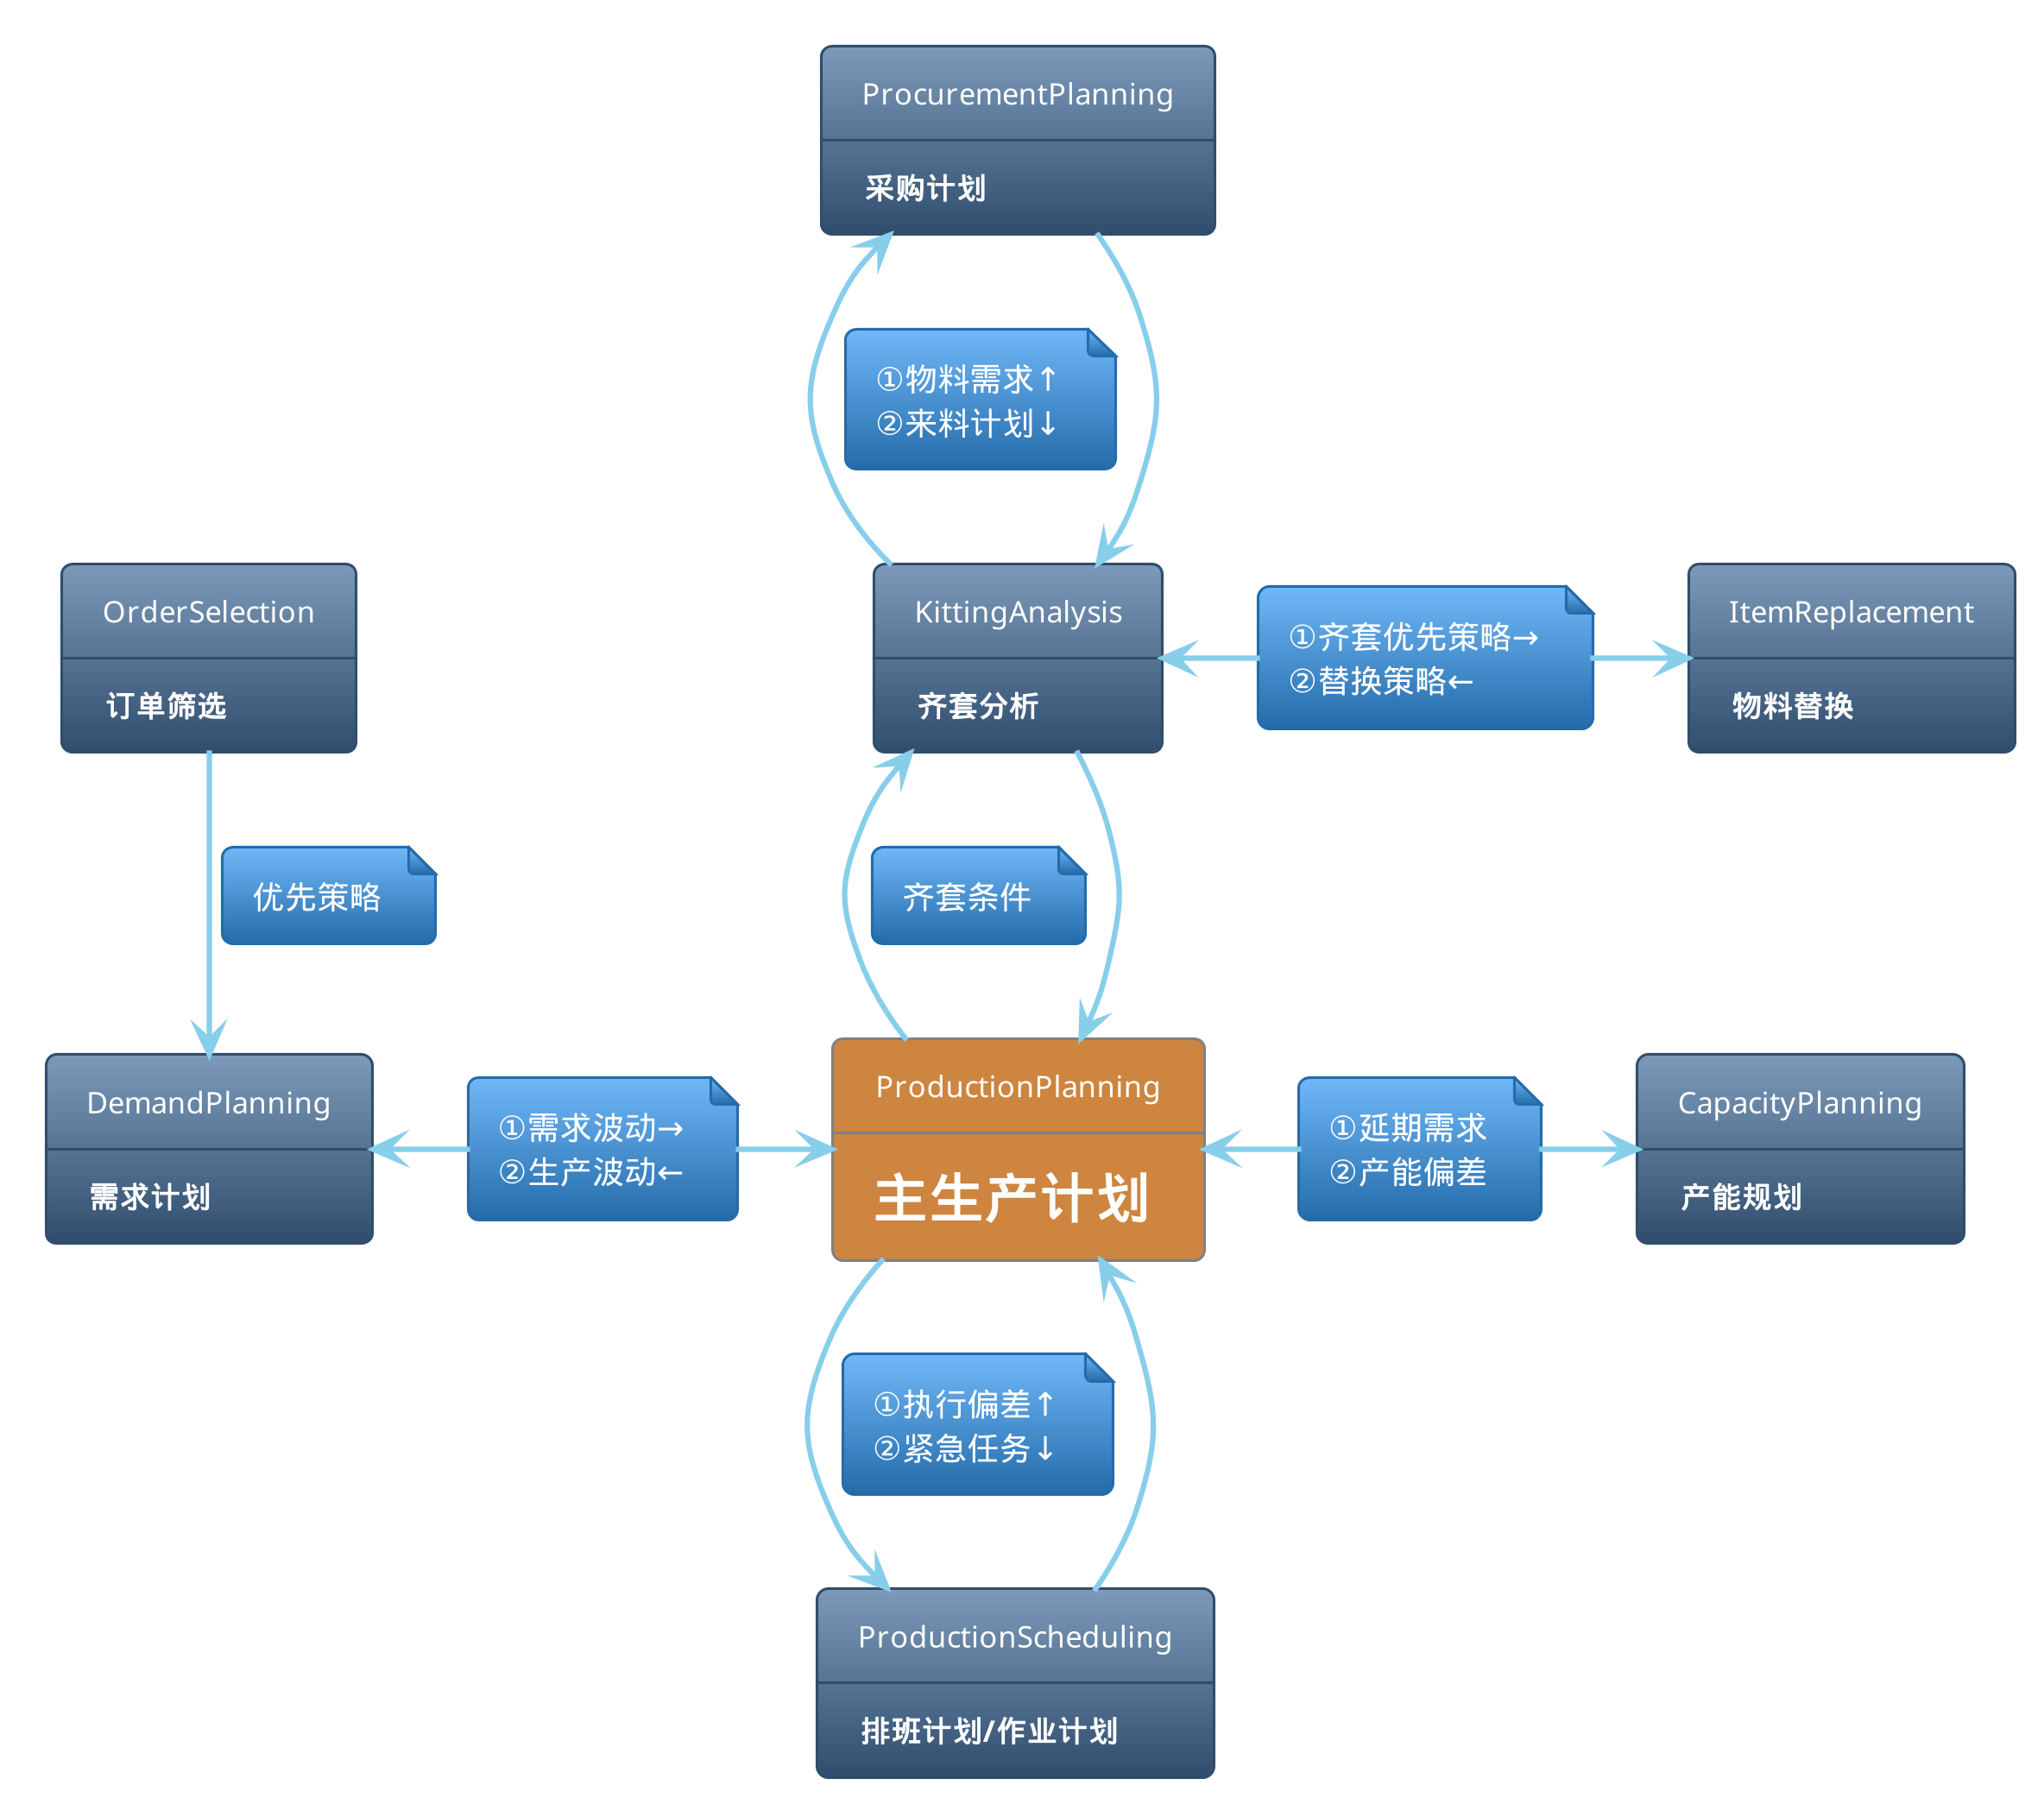 ProcurementPlanning
采购计划
①物料需求↑
②来料计划↓
OrderSelection
订单筛选
KittingAnalysis
齐套分析
①齐套优先策略→
②替换策略←
ItemReplacement
物料替换
优先策略
齐套条件
DemandPlanning
需求计划
①需求波动→
②生产波动←
ProductionPlanning
主生产计划
①延期需求
②产能偏差
CapacityPlanning
产能规划
①执行偏差↑
②紧急任务↓
ProductionScheduling
排班计划/作业计划